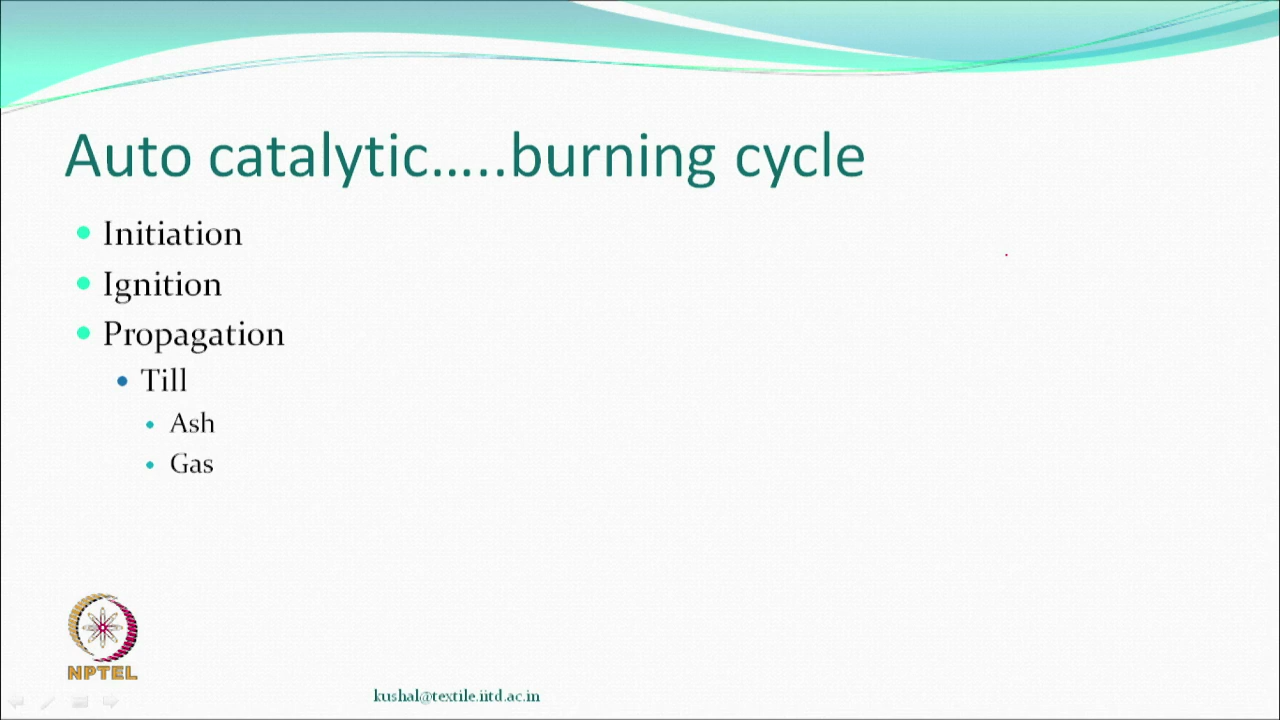 Auto catalytic.....burning cycle
Initiation
Ignition
Propagation
Till
Ash
Gas
NPTEL
kushal@textile.iitd.ac.in